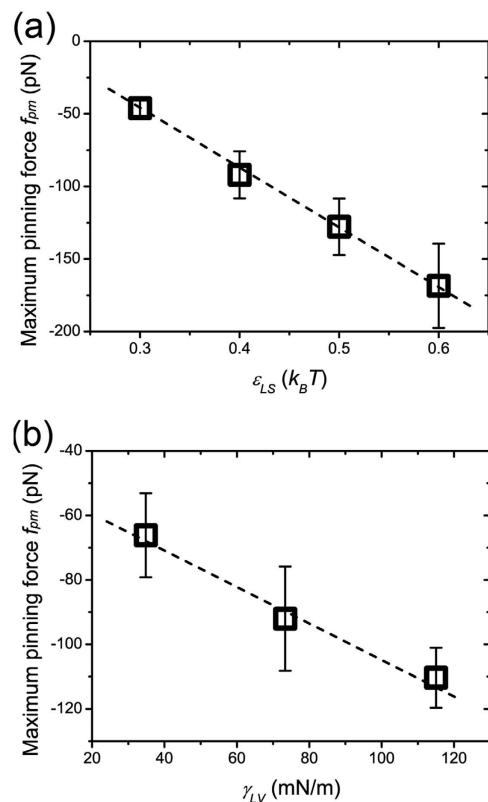 (a)
Maximum pinning force fpm (pN)
0
-50
-100
-150
-200
0.3 0.4 0.5 0.6
εLS (kBT)
(b)
Maximum pinning force fpm (pN)
-40
-60
-80
-100
-120
20 40 60 80 100 120
γLV (mN/m)